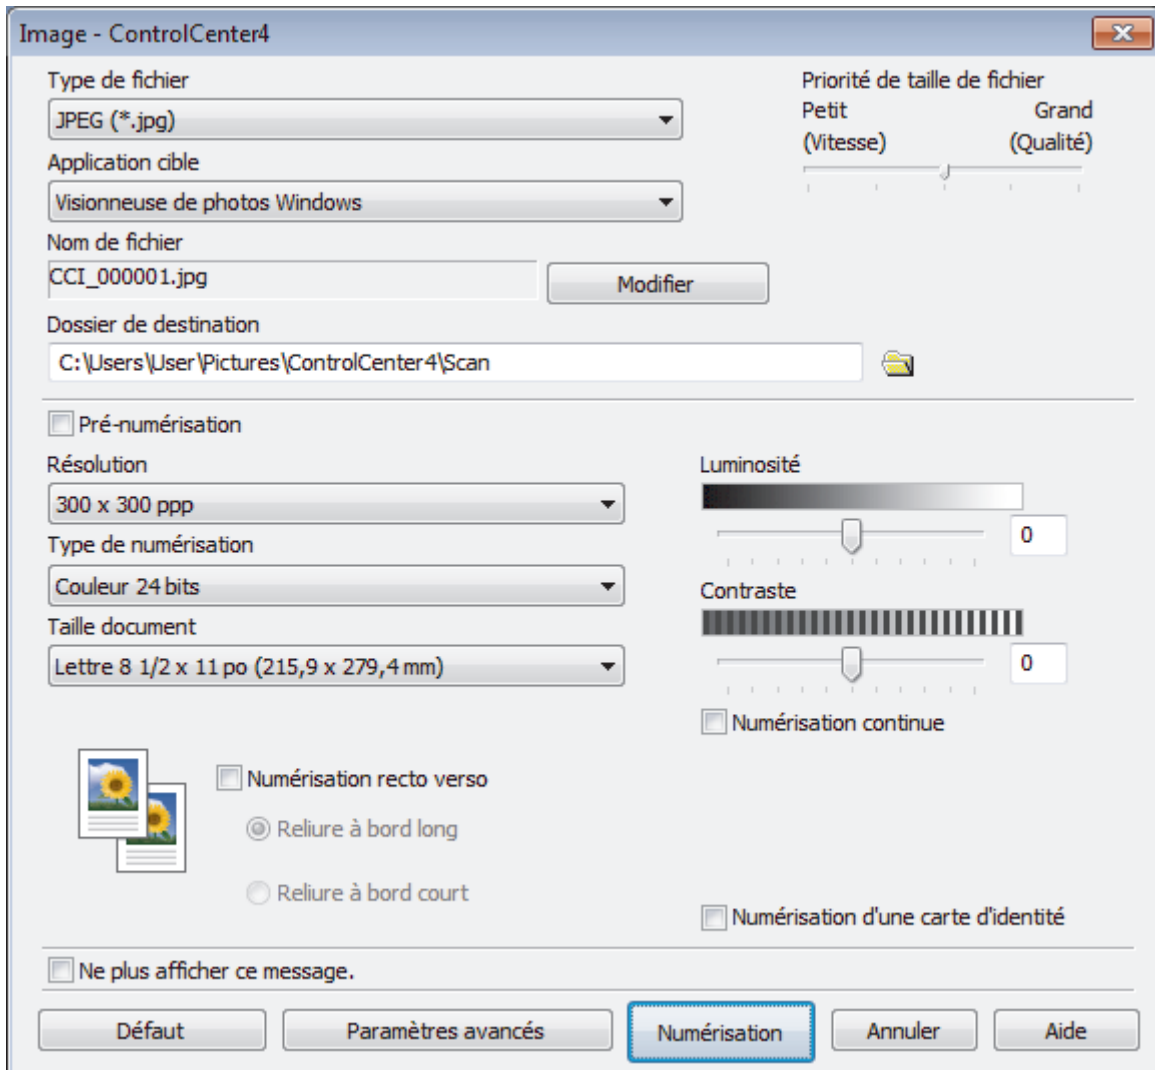 Image - ControlCenter4
Type de fichier
JPEG (*.jpg)
Priorité de taille de fichier
Petit Grand
(Vitesse) (Qualité)
Application cible
Visionneuse de photos Windows
Nom de fichier
CCI_000001.jpg
Modifier
Dossier de destination
C:\Users\User\Pictures\ControlCenter4\Scan
Pré-numérisation
Résolution
300 x 300 ppp
Type de numérisation
Couleur 24 bits
Taille document
Lettre 8 1/2 x 11 po (215,9 x 279,4 mm)
Luminosité
0
Contraste
0
Numérisation continue
Numérisation recto verso
Reliure à bord long
Reliure à bord court
Numérisation d'une carte d'identité
Ne plus afficher ce message.
Défaut Paramètres avancés Numérisation Annuler Aide